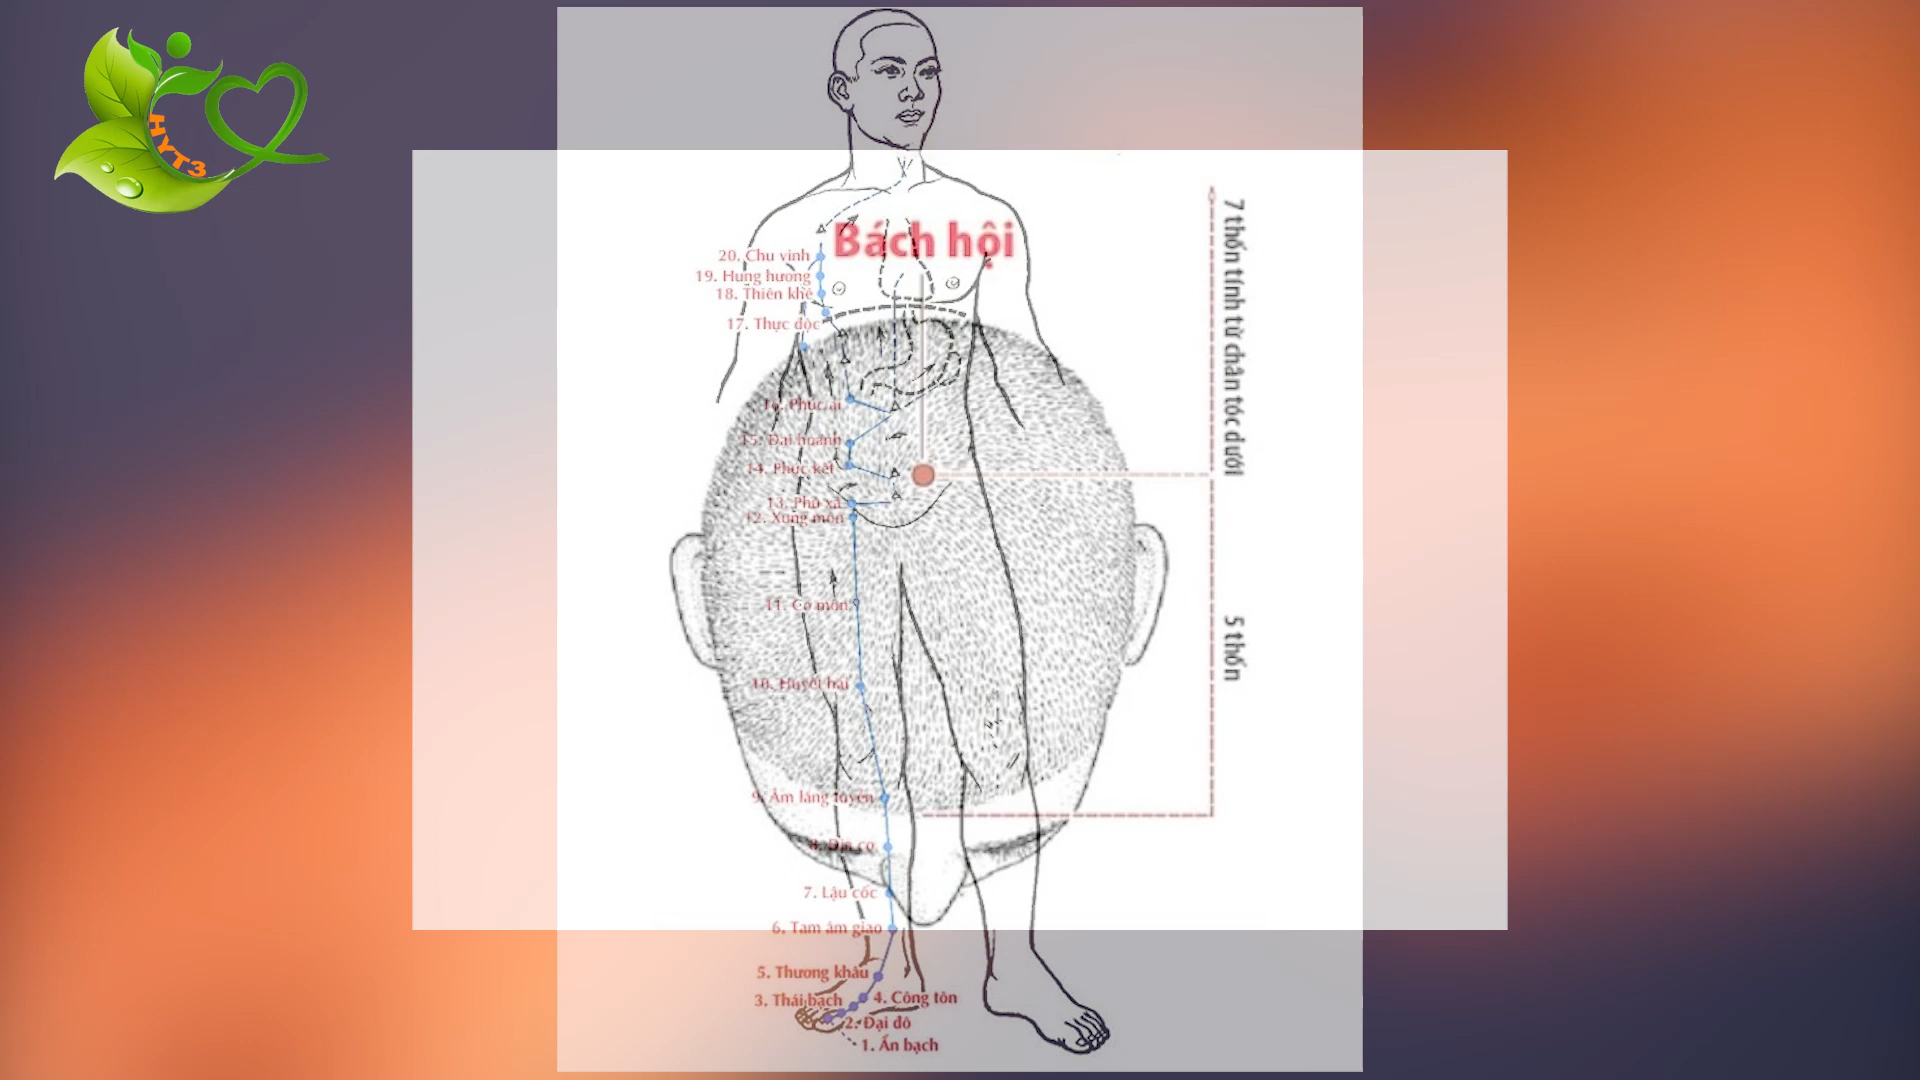 HYT3
Bách hội
20. Chu vinh
19. Hung hương
18. Thiên khê
17. Thực độc
16. Phúc ai
15. Đại hoành
14. Phúc kết
13. Phủ xá
12. Xung môn
11. Cơ môn
10. Huyết hải
9. Âm lăng tuyền
8. Địa cơ
7. Lậu cốc
6. Tam âm giao
5. Thương khâu
3. Thái bạch
4. Công tôn
2. Đại đô
1. Ẩn bạch
7 thốn tính từ chân tóc dưới
5 thốn